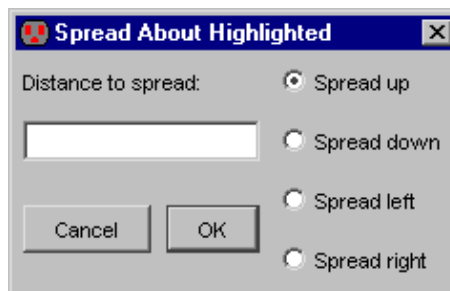 Spread About Highlighted
Distance to spread:
Spread up
Spread down
Spread left
Spread right
Cancel
OK